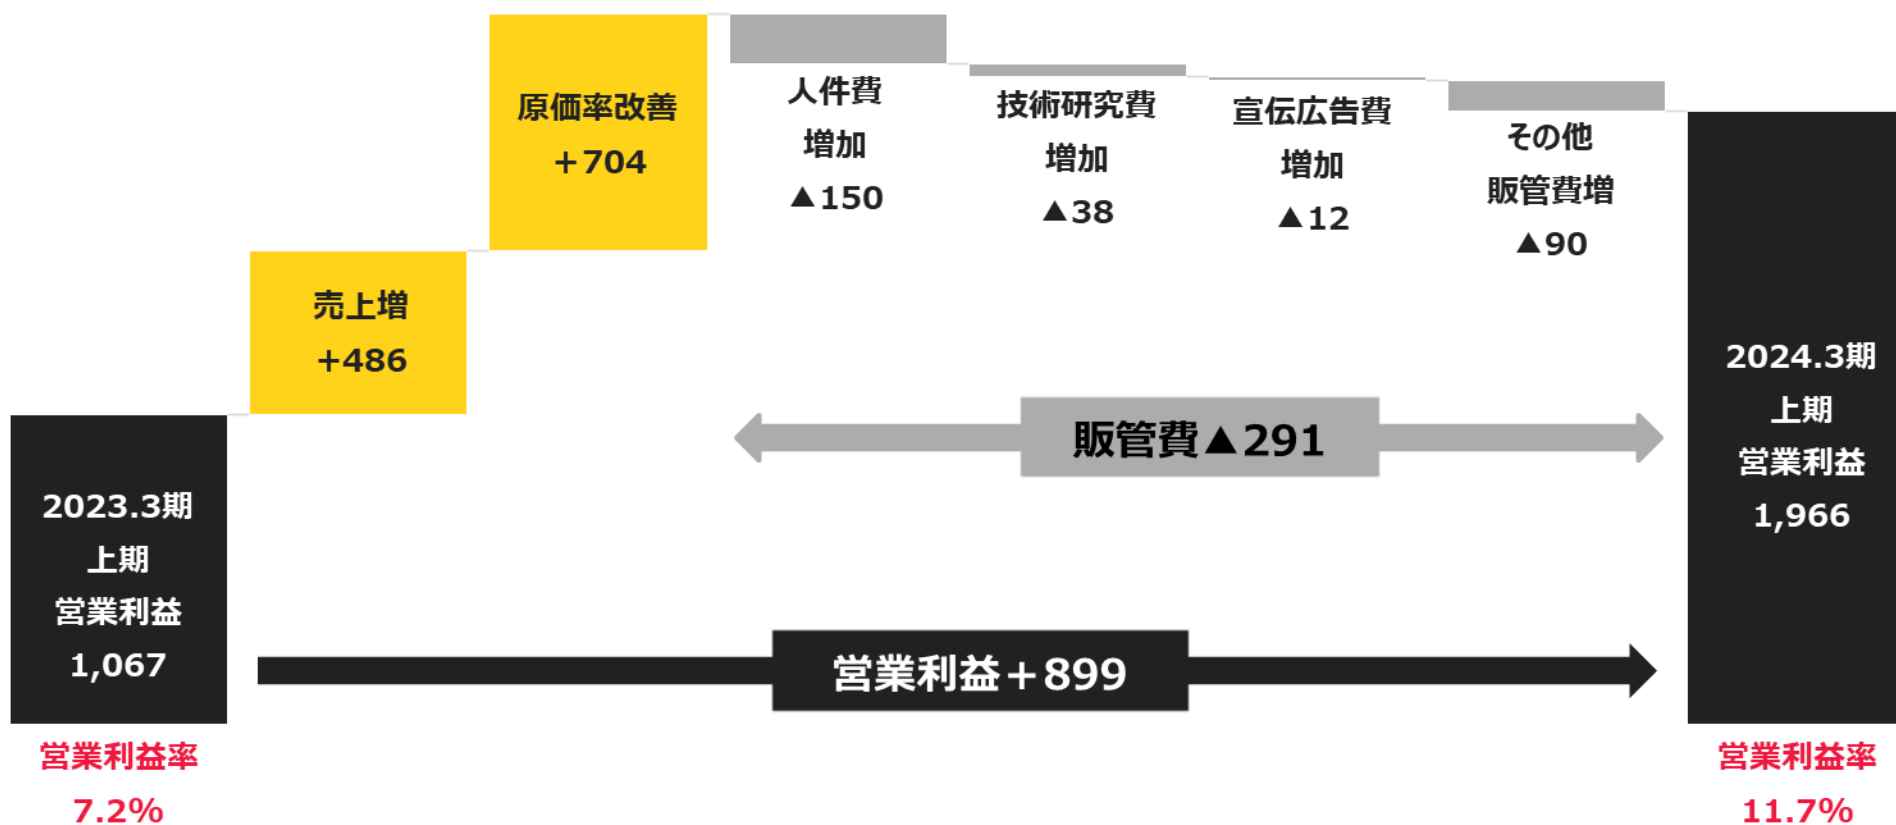 2023.3期
上期
営業利益
1,067
営業利益率
7.2%
売上増
+486
原価率改善
+704
人件費
増加
▲150
技術研究費
増加
▲38
宣伝広告費
増加
▲12
その他
販管費増
▲90
販管費▲291
営業利益+899
2024.3期
上期
営業利益
1,966
営業利益率
11.7%